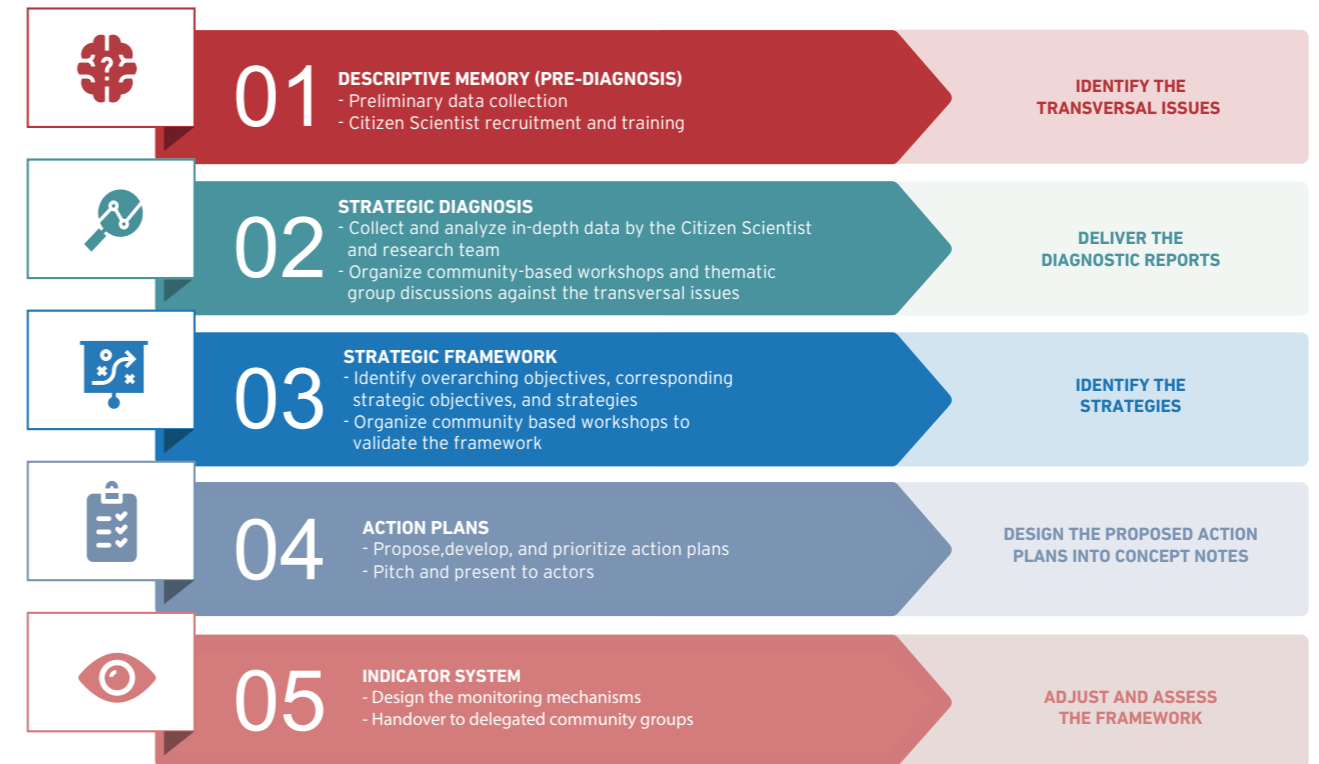 ?
01
DESCRIPTIVE MEMORY (PRE-DIAGNOSIS)
- Preliminary data collection
- Citizen Scientist recruitment and training
IDENTIFY THE
TRANSVERSAL ISSUES
02
STRATEGIC DIAGNOSIS
- Collect and analyze in-depth data by the Citizen Scientist
and research team
- Organize community-based workshops and thematic
group discussions against the transversal issues
DELIVER THE
DIAGNOSTIC REPORTS
03
STRATEGIC FRAMEWORK
- Identify overarching objectives, corresponding
strategic objectives, and strategies
- Organize community based workshops to
validate the framework
IDENTIFY THE
STRATEGIES
04
ACTION PLANS
- Propose,develop, and prioritize action plans
- Pitch and present to actors
DESIGN THE PROPOSED ACTION
PLANS INTO CONCEPT NOTES
05
INDICATOR SYSTEM
- Design the monitoring mechanisms
- Handover to delegated community groups
ADJUST AND ASSESS
THE FRAMEWORK